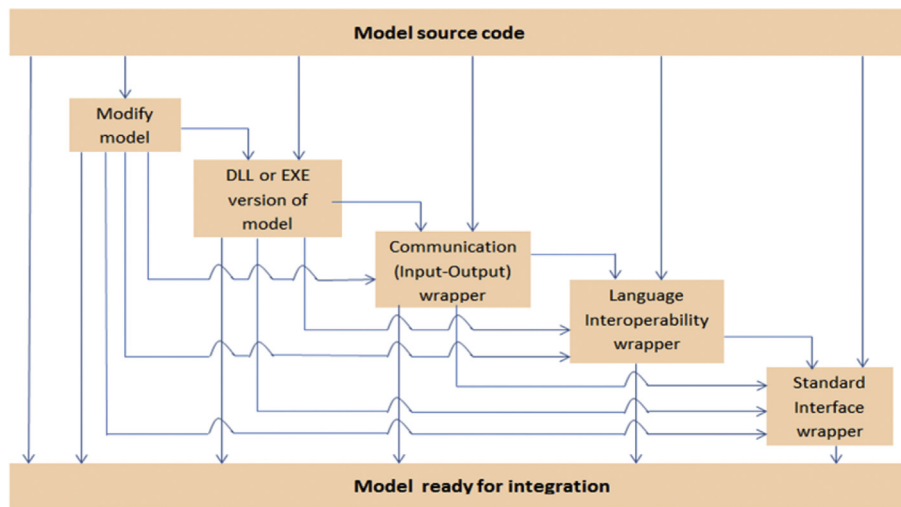 Model source code
Modify
model
DLL or EXE
version of
model
Communication
(Input-Output)
wrapper
Language
Interoperability
wrapper
Standard
Interface
wrapper
Model ready for integration